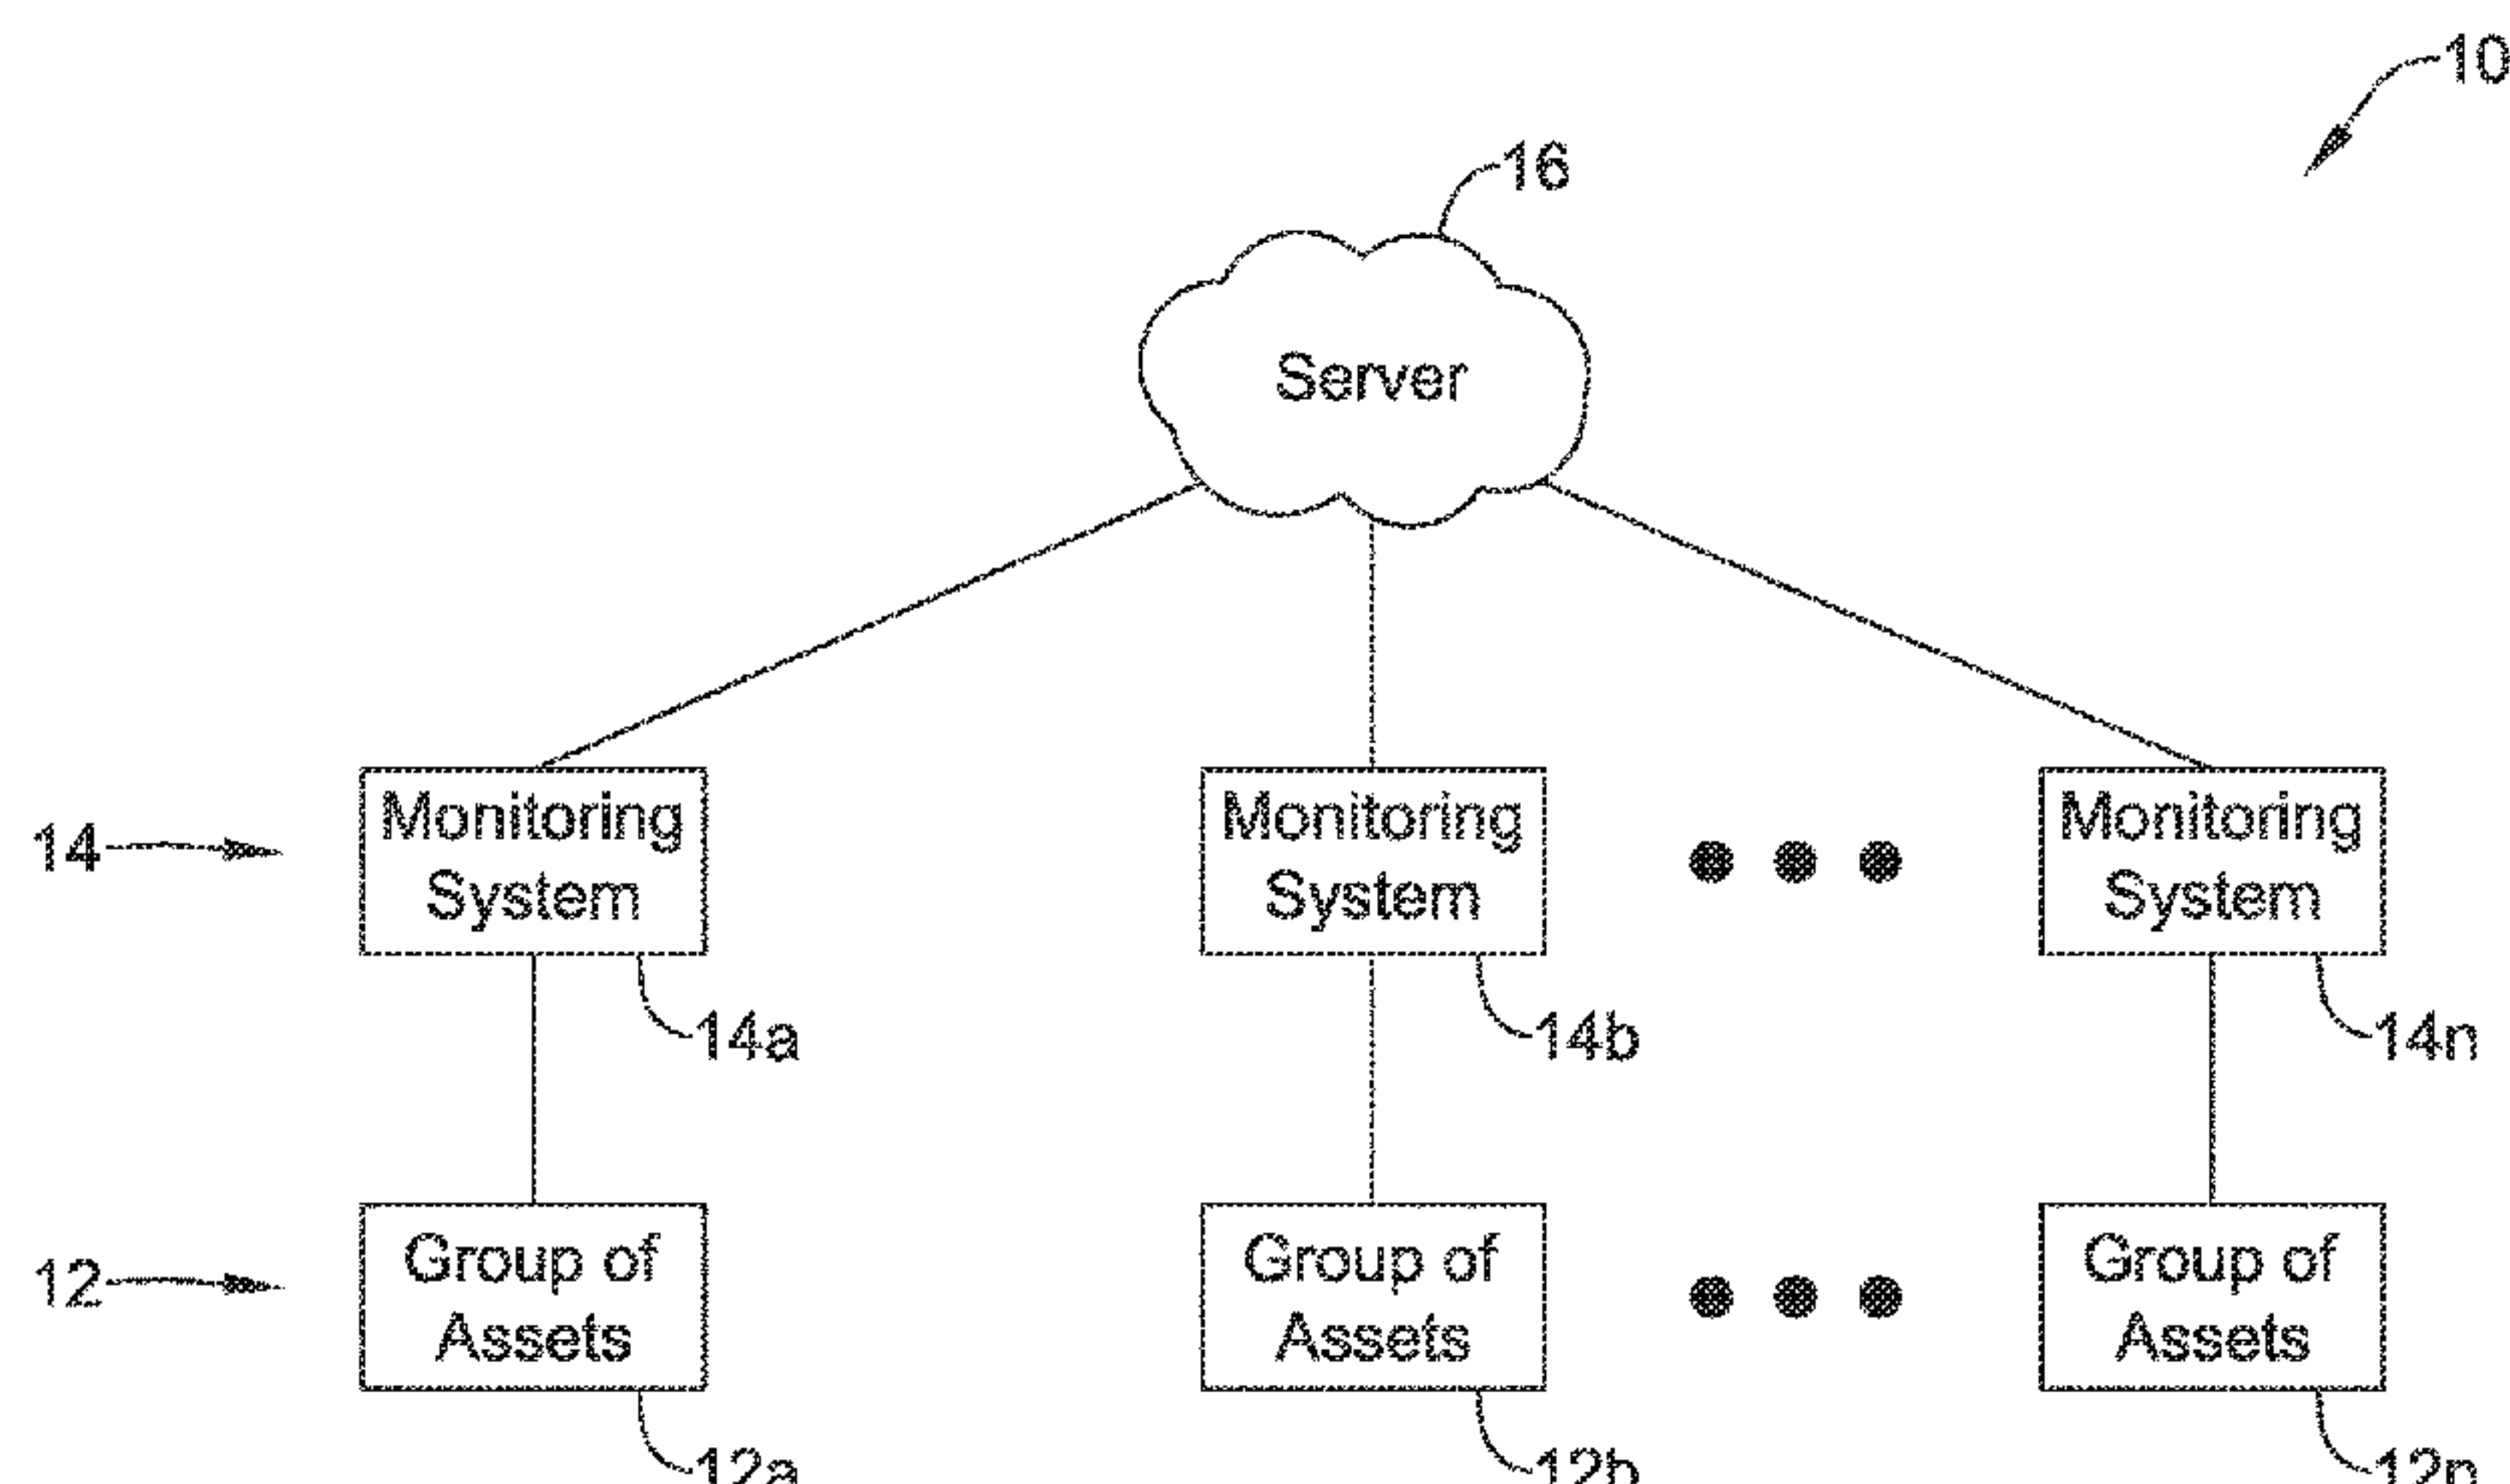 10
16
Server
14
Monitoring
System
Monitoring
System
Monitoring
System
14a
14b
14n
12
Group of
Assets
Group of
Assets
Group of
Assets
12a
12b
12n